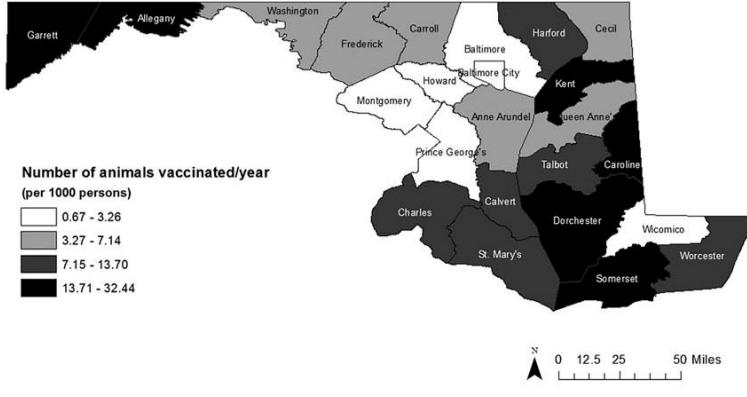 Garrett
Allegany
Washington
Frederick
Carroll
Baltimore
Harford
Cecil
Baltimore City
Howard
Kent
Montgomery
Anne Arundel
Queen Anne's
Prince George's
Talbot
Caroline
Calvert
Charles
Dorchester
St. Mary's
Wicomico
Somerset
Worcester
Number of animals vaccinated/year
(per 1000 persons)
0.67 - 3.26
3.27 - 7.14
7.15 - 13.70
13.71 - 32.44
N
0 12.5 25 50 Miles